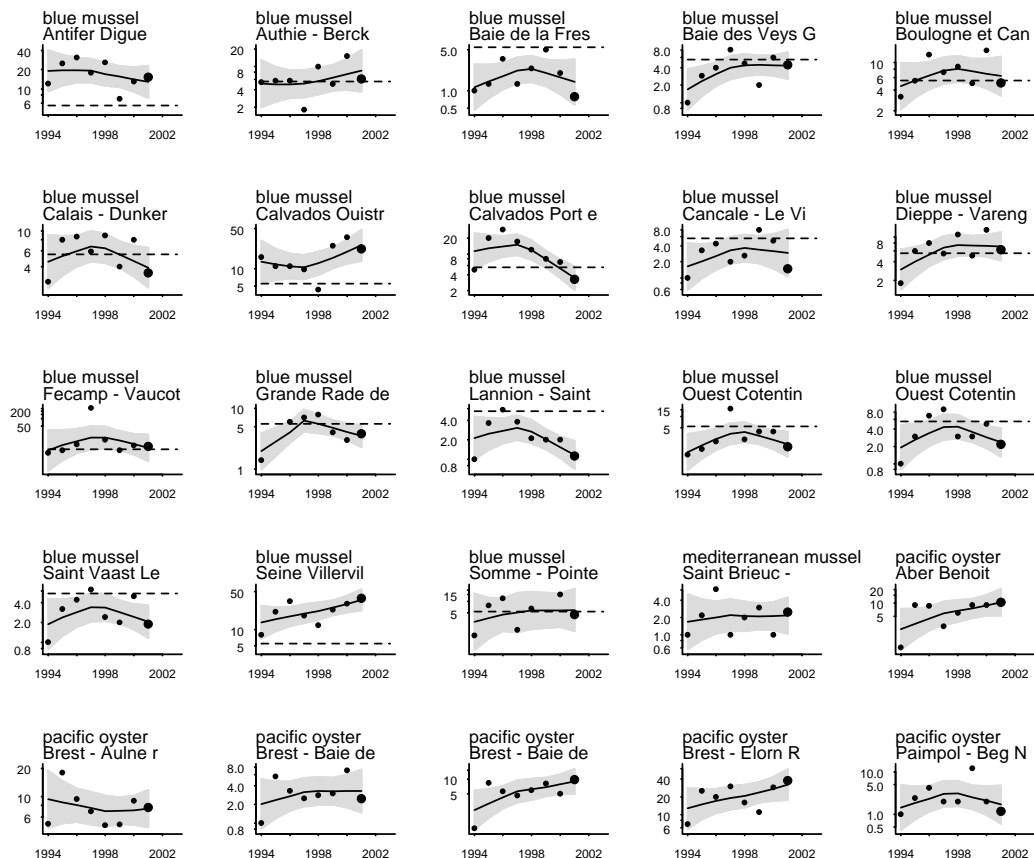 blue mussel
Antifer Digue
40
20
10
6
1994 1998 2002
blue mussel
Authie - Berck
20
8
4
2
1994 1998 2002
blue mussel
Baie de la Fres
5.0
1.0
0.5
1994 1998 2002
blue mussel
Baie des Veys G
8.0
4.0
2.0
0.8
1994 1998 2002
blue mussel
Boulogne et Can
10
6
4
2
1994 1998 2002
blue mussel
Calais - Dunker
10
6
4
1994 1998 2002
blue mussel
Calvados Ouistr
50
10
5
1994 1998 2002
blue mussel
Calvados Port e
20
8
4
2
1994 1998 2002
blue mussel
Cancale - Le Vi
8.0
4.0
2.0
0.6
1994 1998 2002
blue mussel
Dieppe - Vareng
8
4
2
1994 1998 2002
blue mussel
Fecamp - Vaucot
200
50
1994 1998 2002
blue mussel
Grande Rade de
10
5
1
1994 1998 2002
blue mussel
Lannion - Saint
4.0
2.0
0.8
1994 1998 2002
blue mussel
Ouest Cotentin
15
5
1994 1998 2002
blue mussel
Ouest Cotentin
8.0
4.0
2.0
0.8
1994 1998 2002
blue mussel
Saint Vaast Le
4.0
2.0
0.8
1994 1998 2002
blue mussel
Seine Villervil
50
10
5
1994 1998 2002
blue mussel
Somme - Pointe
15
5
1994 1998 2002
mediterranean mussel
Saint Brieuc -
4.0
2.0
1.0
0.6
1994 1998 2002
pacific oyster
Aber Benoit
20
10
5
1994 1998 2002
pacific oyster
Brest - Aulne r
20
10
6
1994 1998 2002
pacific oyster
Brest - Baie de
8.0
4.0
2.0
0.8
1994 1998 2002
pacific oyster
Brest - Baie de
10
5
1994 1998 2002
pacific oyster
Brest - Elorn R
40
20
10
6
1994 1998 2002
pacific oyster
Paimpol - Beg N
10.0
5.0
1.0
0.5
1994 1998 2002